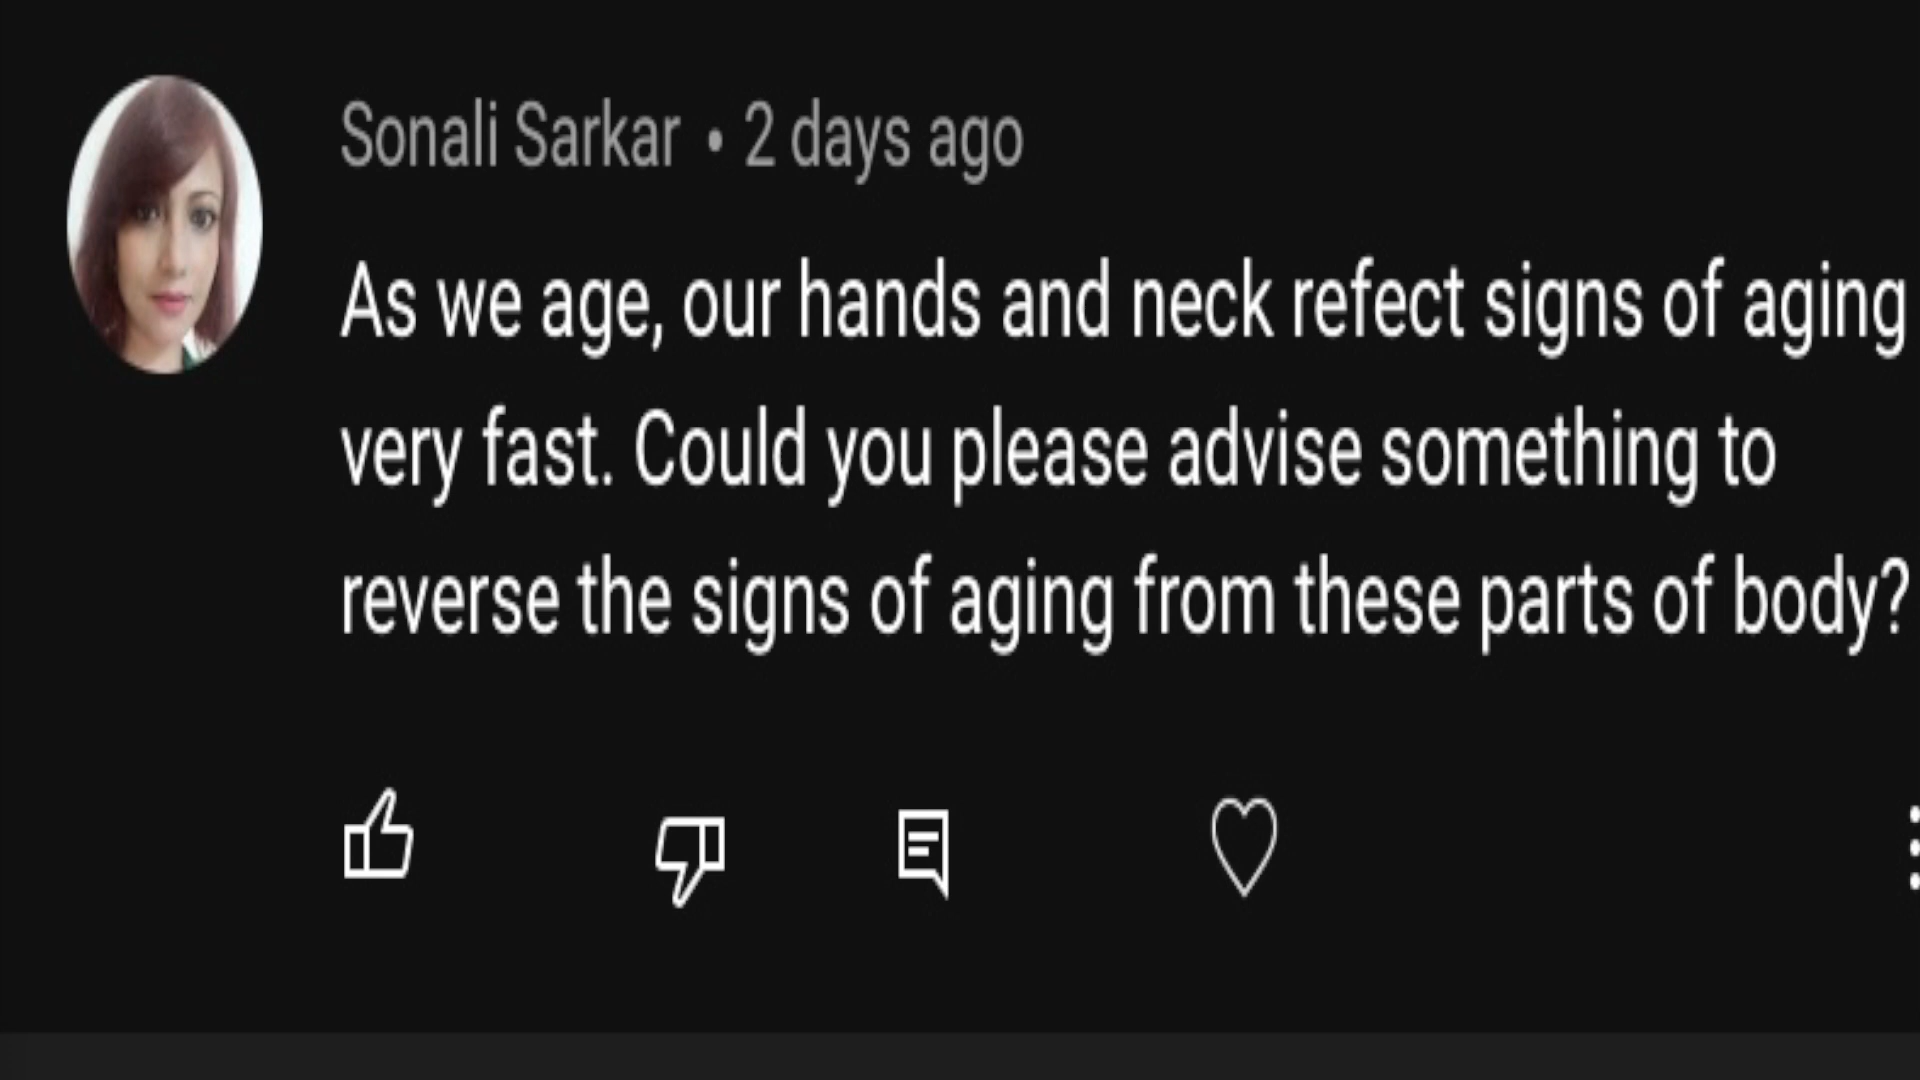 Sonali Sarkar • 2 days ago
As we age, our hands and neck refect signs of aging
very fast. Could you please advise something to
reverse the signs of aging from these parts of body?